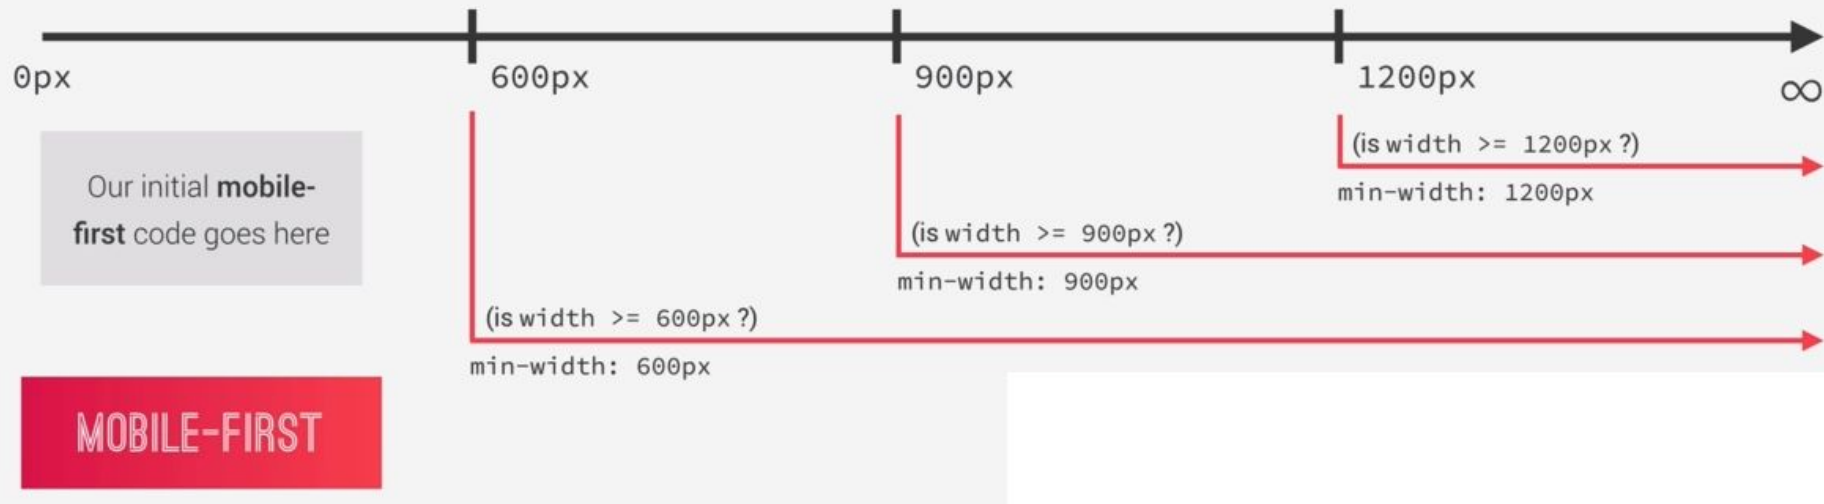 0px
600px
900px
1200px
∞
Our initial mobile-
first code goes here
(is width >= 1200px ?)
min-width: 1200px
(is width >= 900px ?)
min-width: 900px
(is width >= 600px ?)
min-width: 600px
MOBILE-FIRST